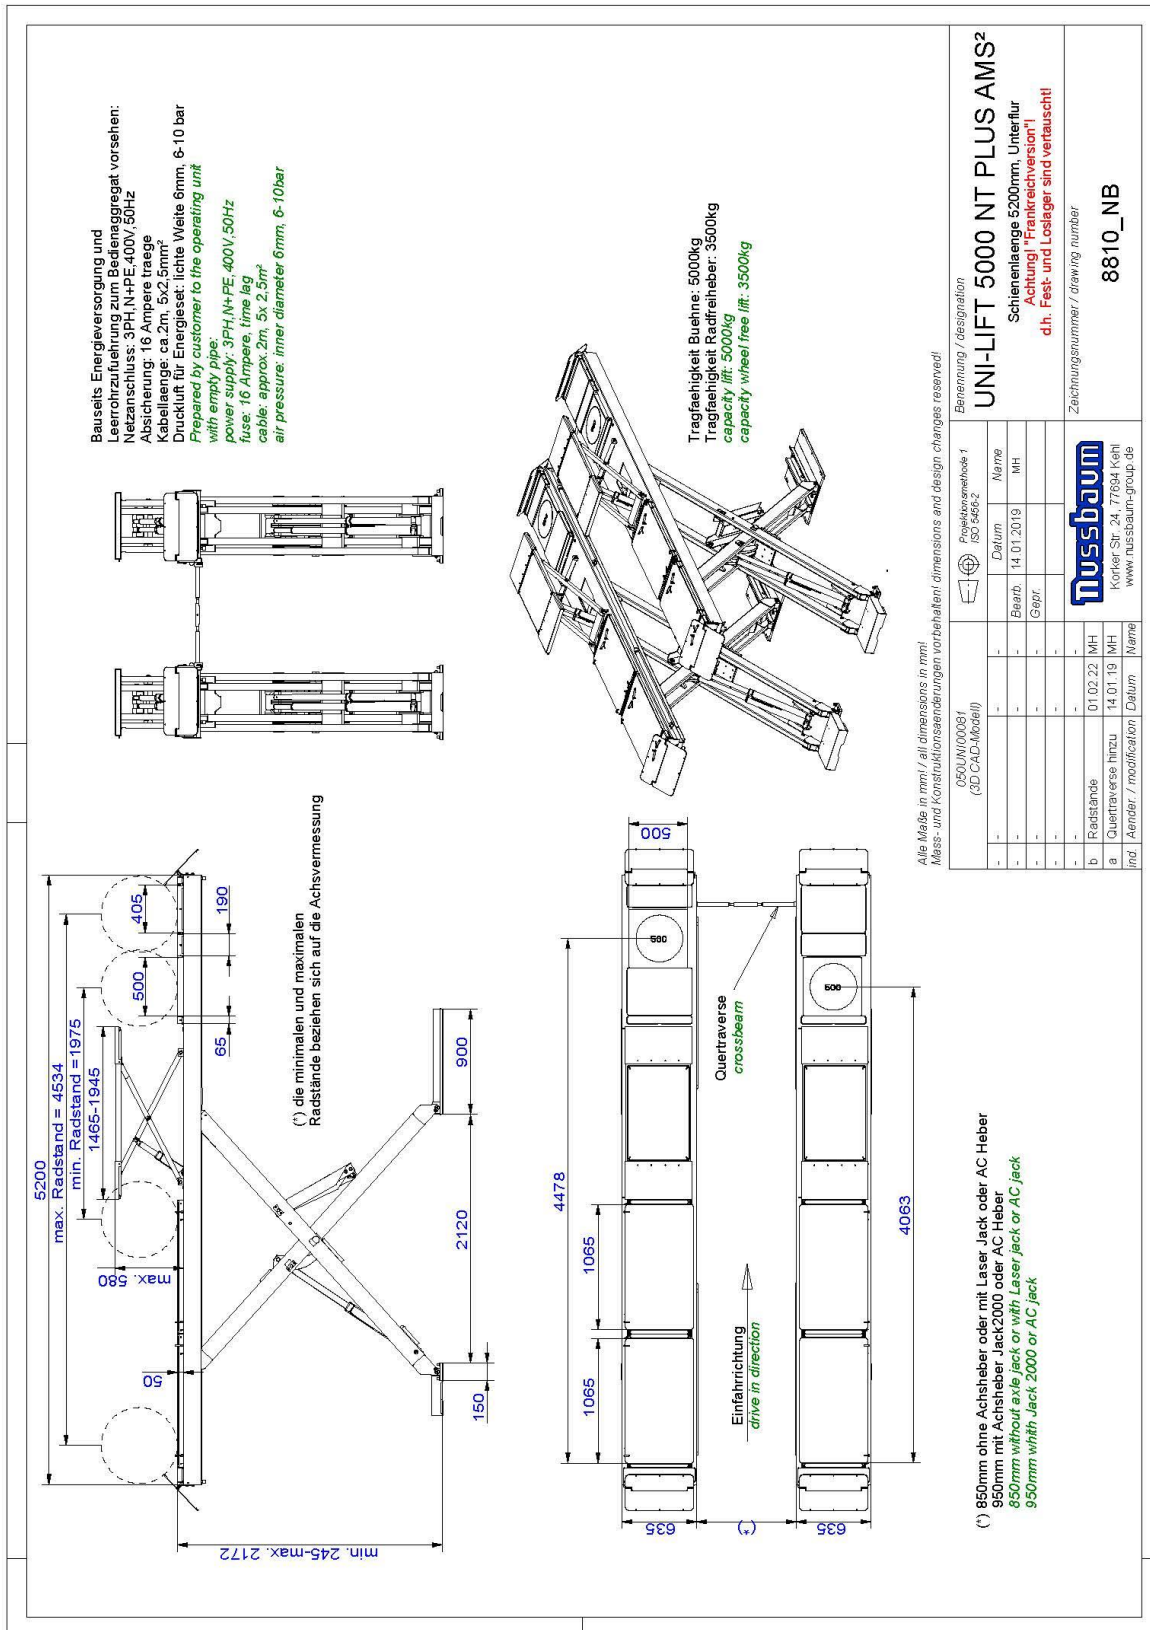 Bauseits Energieversorgung und
Leerrohrzufuehrung zum Bedienaggregat vorsehen:
Netzanschluss: 3PH,N+PE,400V,50Hz
Absicherung: 16 Ampere traege
Kabellaenge: ca.2m, 5x2,5mm²
Druckluft für Energieset: lichte Weite 6mm, 6-10 bar
Prepared by customer to the operating unit
with empty pipe:
power supply: 3PH,N+PE,400V,50Hz
fuse: 16 Ampere, time lag
cable: approx. 2m, 5x 2,5m²
air pressure: inner diameter 6mm, 6-10bar
5200
max. Radstand = 4534
min. Radstand =1975
1465-1945
405
500
190
65
max. 580
50
900
2120
150
min. 245-max. 2172
(*) die minimalen und maximalen
Radstände beziehen sich auf die Achsvermessung
Tragfaehigkeit Buehne: 5000kg
Tragfaehigkeit Radfreiheber: 3500kg
capacity lift: 5000kg
capacity wheel free lift: 3500kg
500
4478
1065
1065
635
(*)
635
4063
500
Quertraverse
crossbeam
Einfahrrichtung
drive in direction
(*) 850mm ohne Achsheber oder mit Laser Jack oder AC Heber
950mm mit Achsheber Jack2000 oder AC Heber
850mm without axle jack or with Laser jack or AC jack
950mm whith Jack 2000 or AC jack
Alle Maße in mm! / all dimensions in mm!
Mass- und Konstruktionsaenderungen vorbehalten! dimensions and design changes reserved!
050UNI00081
(3D CAD-Modell)
Projektionsmethode 1
ISO 5456-2
Benennung / designation
UNI-LIFT 5000 NT PLUS AMS²
Schienenlaenge 5200mm, Unterflur
Achtung! "Frankreichversion"!
d.h. Fest- und Loslager sind vertauscht!
Datum Name
Bearb. 14.01.2019 MH
Gepr.
Zeichnungsnummer / drawing number
8810_NB
Nussbaum
Korker Str. 24, 77694 Kehl
www.nussbaum-group.de
b Radstände 01.02.22 MH
a Quertraverse hinzu 14.01.19 MH
ind. Aender. / modification Datum Name